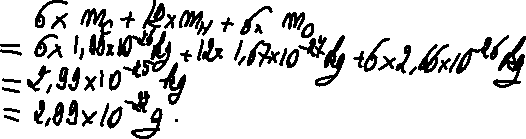 6 x m_C + 12 x m_H + 6 x m_O
= 6 x 1,99 x 10^-26 kg + 12 x 1,67 x 10^-27 kg + 6 x 2,66 x 10^-26 kg
= 2,99 x 10^-25 kg
= 2,99 x 10^-22 g.